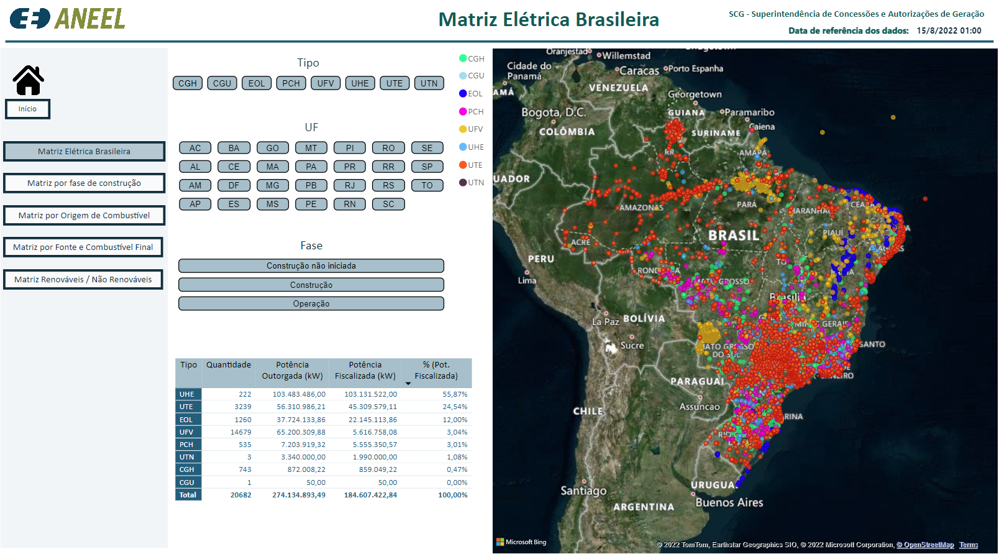 ANEEL
Matriz Elétrica Brasileira
SCG - Superintendência de Concessões e Autorizações de Geração
Data de referência dos dados: 15/8/2022 01:00
Início
Matriz Elétrica Brasileira
Matriz por fase de construção
Matriz por Origem de Combustível
Matriz por Fonte e Combustível Final
Matriz Renováveis / Não Renováveis
Tipo
CGH CGU EOL PCH UFV UHE UTE UTN
UF
AC BA GO MT PI RO SE
AL CE MA PA PR RR SP
AM DF MG PB RJ RS TO
AP ES MS PE RN SC
Fase
Construção não iniciada
Construção
Operação
Tipo Quantidade Potência Outorgada (kW) Potência Fiscalizada (kW) % (Pot. Fiscalizada)
UHE 222 103.483.486,00 103.131.522,00 55,87%
UTE 3239 56.310.986,21 45.309.579,11 24,54%
EOL 1260 37.724.133,86 22.145.113,86 12,00%
UFV 14679 65.200.309,88 5.616.758,08 3,04%
PCH 535 7.203.919,32 5.555.350,57 3,01%
UTN 3 3.340.000,00 1.990.000,00 1,08%
CGH 743 872.008,22 859.049,22 0,47%
CGU 1 50,00 50,00 0,00%
Total 20682 274.134.893,49 184.607.422,84 100,00%
CGH
CGU
EOL
PCH
UFV
UHE
UTE
UTN
Oranjestad
Willemstad
Cidade do
Panamá
Caracas
Porto Espanha
AMÁ
VENEZUELA
Georgetown
Bogota, D.C.
GUIANA
Paramaribo
Caiena
COLÔMBIA
SURINAME
RR
AMAPÁ
UADOR
AMAZONAS
PARÁ
ARANHÃ
CEA
PIAUÍ
ACRE
BRASIL
PERU
TO
Lima
MATO GROSSO
Brasília
La Paz
BOLÍVIA
MINAS GERAIS
Sucre
ATO GROSSO
DO SUL
SANTO
PARAGUAI
Assuncao
CHILE
RINA
RIO
Santiago
URUGUA
Buenos Aires
ARGENTINA
Microsoft Bing
© 2022 TomTom, Earthstar Geographics SIO, © 2022 Microsoft Corporation, © OpenStreetMap Terms